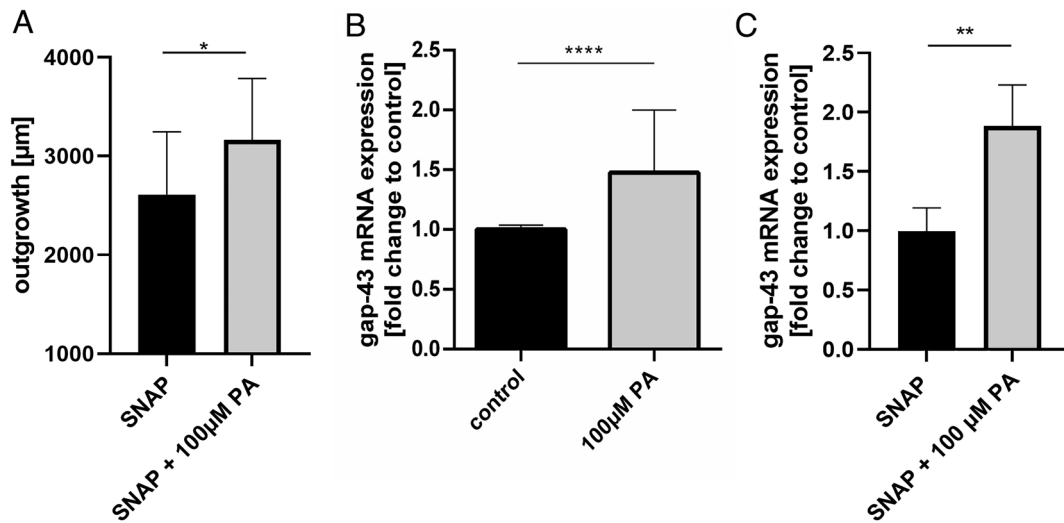 A
*
4000
3000
2000
1000
outgrowth [µm]
SNAP
SNAP + 100µM PA
B
****
2.5
2.0
1.5
1.0
0.5
0.0
gap-43 mRNA expression
[fold change to control]
control
100µM PA
C
**
2.5
2.0
1.5
1.0
0.5
0.0
gap-43 mRNA expression
[fold change to control]
SNAP
SNAP + 100 µM PA